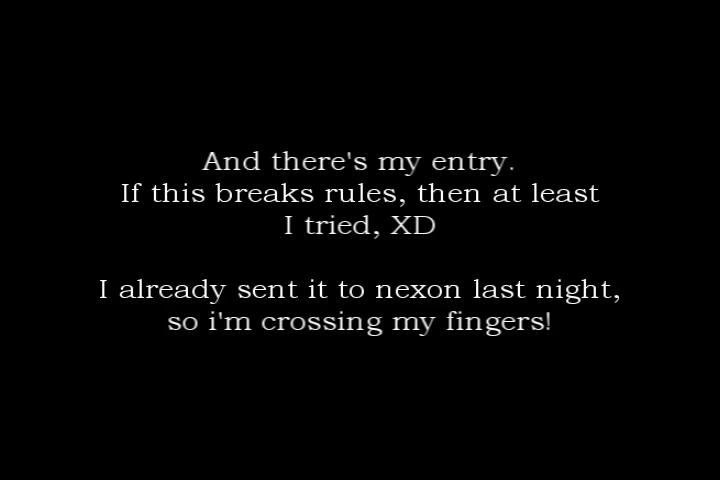 And there's my entry.
If this breaks rules, then at least
I tried, XD
I already sent it to nexon last night,
so i'm crossing my fingers!